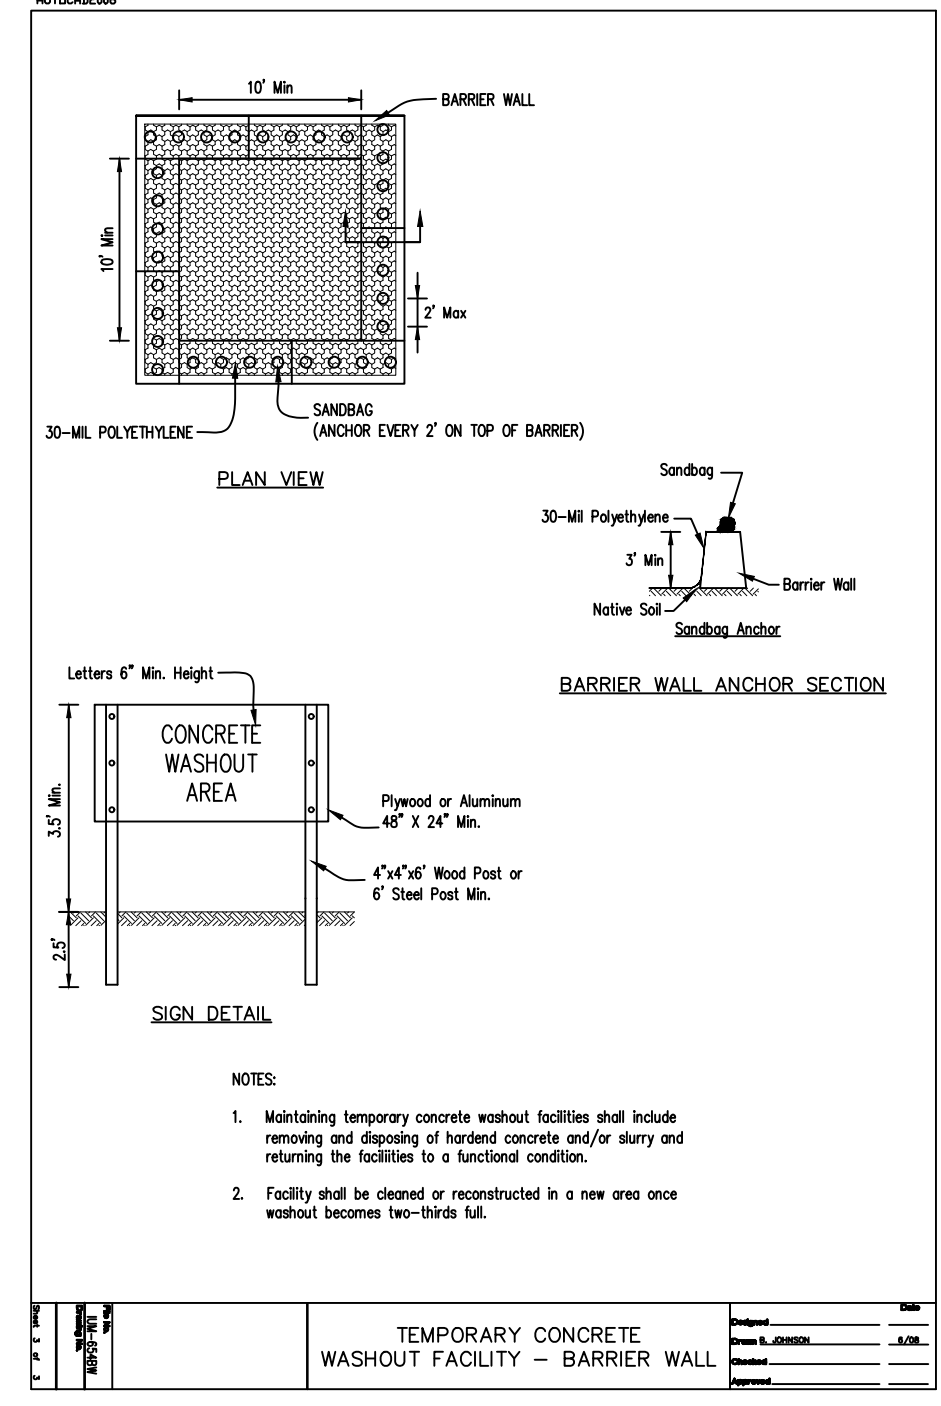 AUTOCAD2008
10' Min
BARRIER WALL
10' Min
2' Max
SANDBAG
(ANCHOR EVERY 2' ON TOP OF BARRIER)
30-MIL POLYETHYLENE
PLAN VIEW
Sandbag
30-Mil Polyethylene
3' Min
Barrier Wall
Native Soil
Sandbag Anchor
BARRIER WALL ANCHOR SECTION
Letters 6" Min. Height
CONCRETE
WASHOUT
AREA
3.5' Min.
Plywood or Aluminum
48" X 24" Min.
4"x4"x6' Wood Post or
6' Steel Post Min.
2.5'
SIGN DETAIL
NOTES:
1. Maintaining temporary concrete washout facilities shall include
removing and disposing of hardend concrete and/or slurry and
returning the faciliities to a functional condition.
2. Facility shall be cleaned or reconstructed in a new area once
washout becomes two-thirds full.
Sheet 3 of 3
Drawing No.
IUM-654BW
File No.
TEMPORARY CONCRETE
WASHOUT FACILITY - BARRIER WALL
Date
Designed
Drawn B. JOHNSON 6/08
Checked
Approved